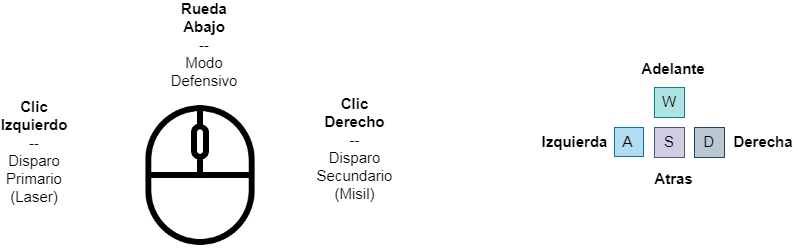 Rueda
Abajo
--
Modo
Defensivo
Clic
Izquierdo
--
Disparo
Primario
(Laser)
Clic
Derecho
--
Disparo
Secundario
(Misil)
Adelante
W
Izquierda A S D Derecha
Atras